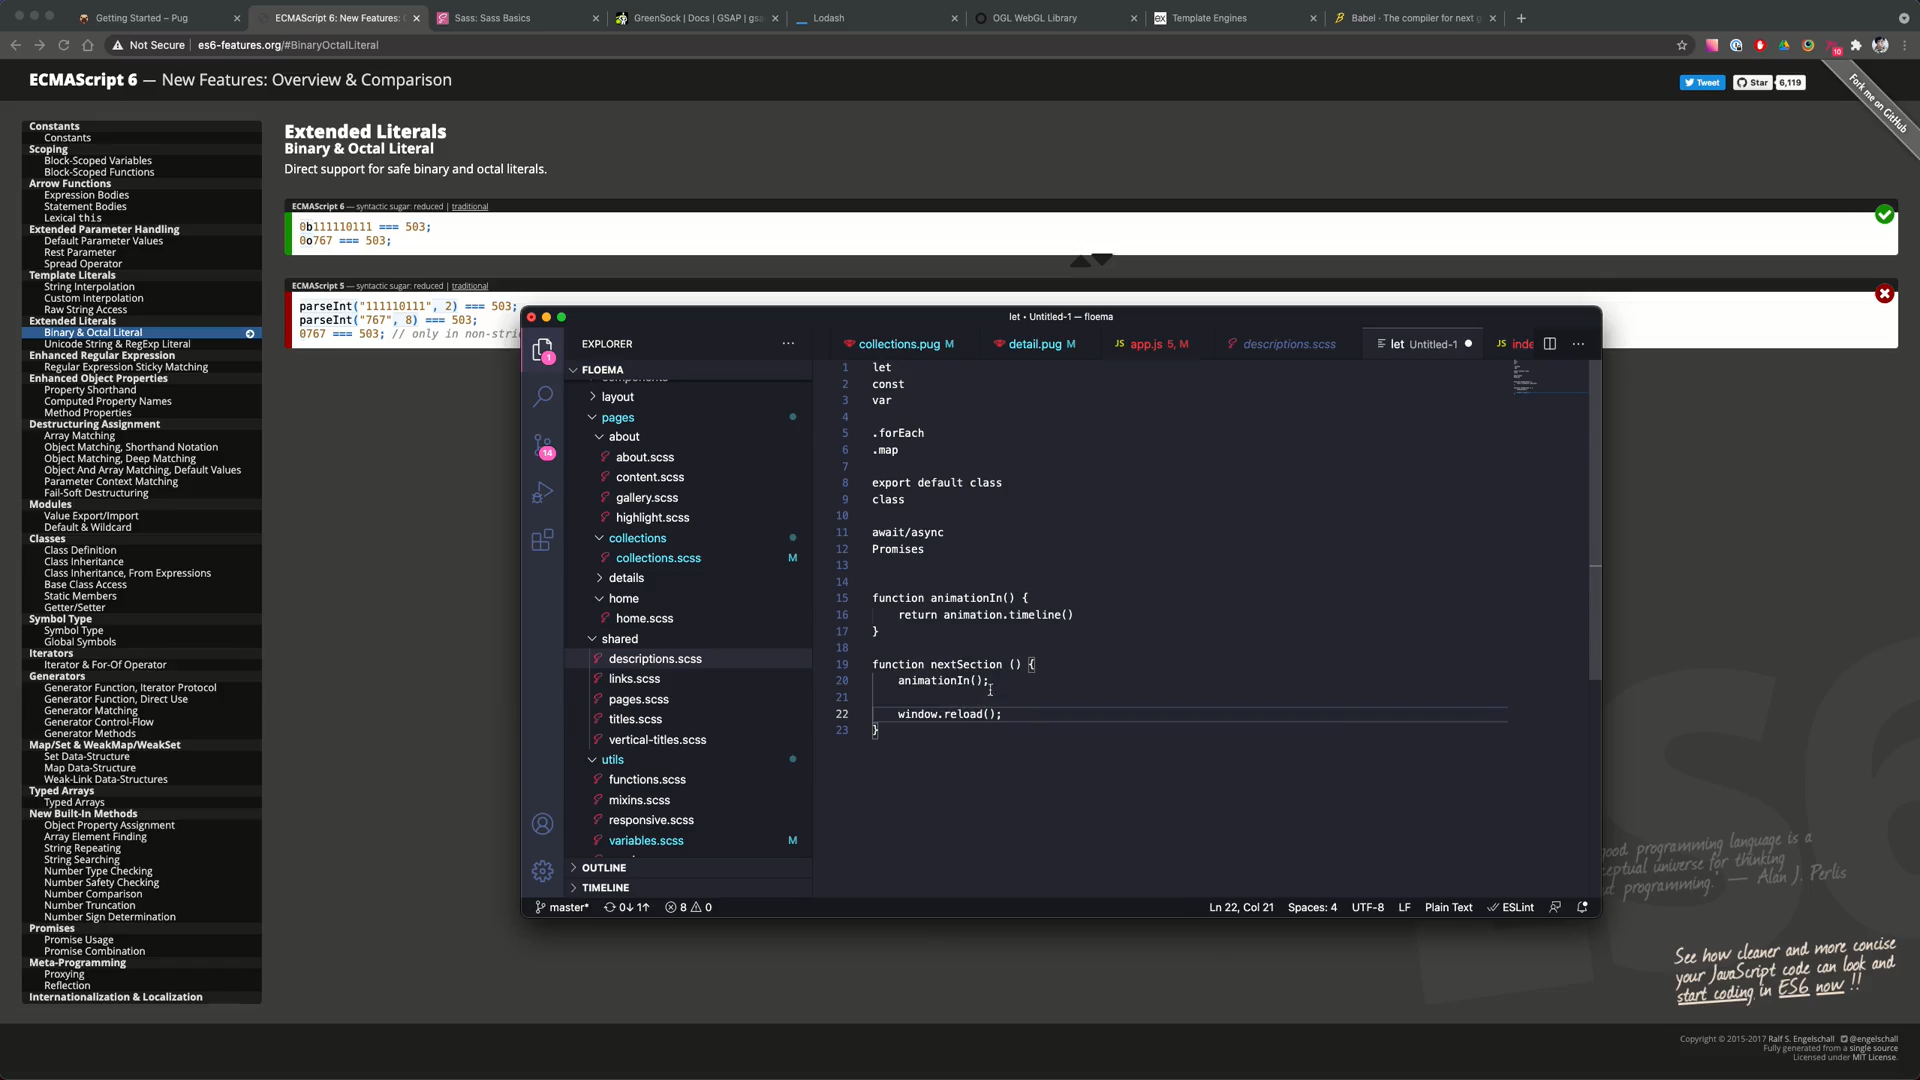 Getting Started – Pug
ECMAScript 6: New Features:
Sass: Sass Basics
GreenSock | Docs | GSAP | gsa
Lodash
OGL WebGL Library
ex Template Engines
Babel · The compiler for next g
Not Secure es6-features.org/#BinaryOctalLiteral
10
ECMAScript 6 — New Features: Overview & Comparison
Tweet
Star 6,119
Fork me on GitHub
Constants
Constants
Scoping
Block-Scoped Variables
Block-Scoped Functions
Arrow Functions
Expression Bodies
Statement Bodies
Lexical this
Extended Parameter Handling
Default Parameter Values
Rest Parameter
Spread Operator
Template Literals
String Interpolation
Custom Interpolation
Raw String Access
Extended Literals
Binary & Octal Literal
Unicode String & RegExp Literal
Enhanced Regular Expression
Regular Expression Sticky Matching
Enhanced Object Properties
Property Shorthand
Computed Property Names
Method Properties
Destructuring Assignment
Array Matching
Object Matching, Shorthand Notation
Object Matching, Deep Matching
Object And Array Matching, Default Values
Parameter Context Matching
Fail-Soft Destructuring
Modules
Value Export/Import
Default & Wildcard
Classes
Class Definition
Class Inheritance
Class Inheritance, From Expressions
Base Class Access
Static Members
Getter/Setter
Symbol Type
Symbol Type
Global Symbols
Iterators
Iterator & For-Of Operator
Generators
Generator Function, Iterator Protocol
Generator Function, Direct Use
Generator Matching
Generator Control-Flow
Generator Methods
Map/Set & WeakMap/WeakSet
Set Data-Structure
Map Data-Structure
Weak-Link Data-Structures
Typed Arrays
Typed Arrays
New Built-In Methods
Object Property Assignment
Array Element Finding
String Repeating
String Searching
Number Type Checking
Number Safety Checking
Number Comparison
Number Truncation
Number Sign Determination
Promises
Promise Usage
Promise Combination
Meta-Programming
Proxying
Reflection
Internationalization & Localization
Extended Literals
Binary & Octal Literal
Direct support for safe binary and octal literals.
ECMAScript 6 — syntactic sugar: reduced | traditional
0b111110111 === 503;
0o767 === 503;
ECMAScript 5 — syntactic sugar: reduced | traditional
parseInt("111110111", 2) === 503;
parseInt("767", 8) === 503;
0767 === 503; // only in non-stri
let • Untitled-1 — floema
1
14
EXPLORER
FLOEMA
components
layout
pages
about
about.scss
content.scss
gallery.scss
highlight.scss
collections
collections.scss M
details
home
home.scss
shared
descriptions.scss
links.scss
pages.scss
titles.scss
vertical-titles.scss
utils
functions.scss
mixins.scss
responsive.scss
variables.scss M
OUTLINE
TIMELINE
collections.pug M
detail.pug M
JS app.js 5, M
descriptions.scss
let Untitled-1
JS inde
1 let
2 const
3 var
4
5 .forEach
6 .map
7
8 export default class
9 class
10
11 await/async
12 Promises
13
14
15 function animationIn() {
16 return animation.timeline()
17 }
18
19 function nextSection () {
20 animationIn();
21
22 window.reload();
23 }
master* 0↓ 1↑ 8 0
Ln 22, Col 21 Spaces: 4 UTF-8 LF Plain Text ESLint
good programming language is a
ceptual universe for thinking
ut programming.' — Alan J. Perlis
See how cleaner and more concise
your JavaScript code can look and
start coding in ES6 now !!
Copyright © 2015-2017 Ralf S. Engelschall @engelschall
Fully generated from a single source
Licensed under MIT License.